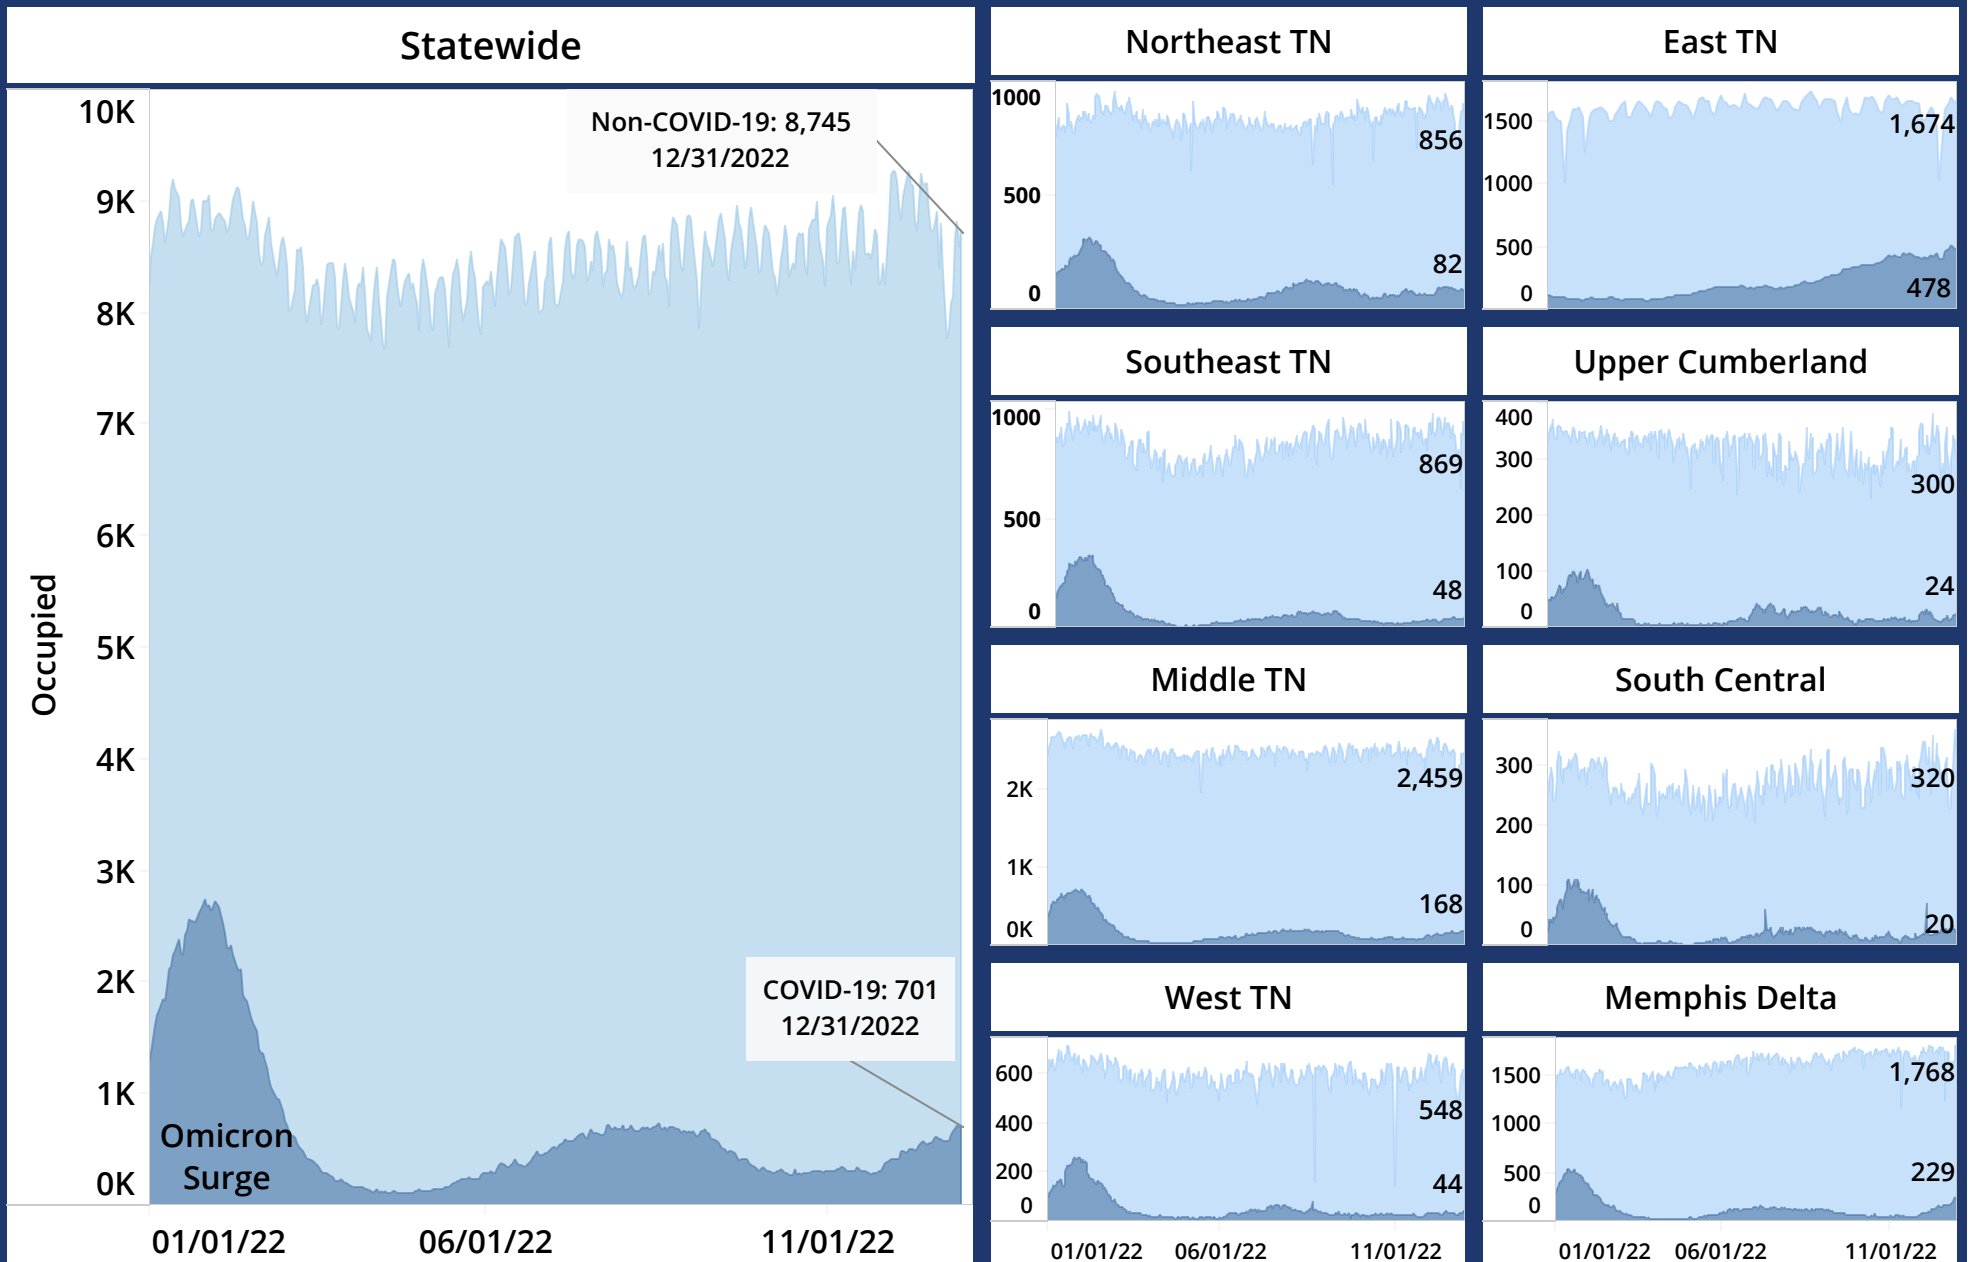 Statewide
10K
9K
8K
7K
6K
5K
4K
3K
2K
1K
0K
Occupied
Non-COVID-19: 8,745
12/31/2022
COVID-19: 701
12/31/2022
Omicron
Surge
01/01/22
06/01/22
11/01/22
Northeast TN
1000
500
0
856
82
East TN
1500
1000
500
0
1,674
478
Southeast TN
1000
500
0
869
48
Upper Cumberland
400
300
200
100
0
300
24
Middle TN
2K
1K
0K
2,459
168
South Central
300
200
100
0
320
20
West TN
600
400
200
0
548
44
01/01/22
06/01/22
11/01/22
Memphis Delta
1500
1000
500
0
1,768
229
01/01/22
06/01/22
11/01/22